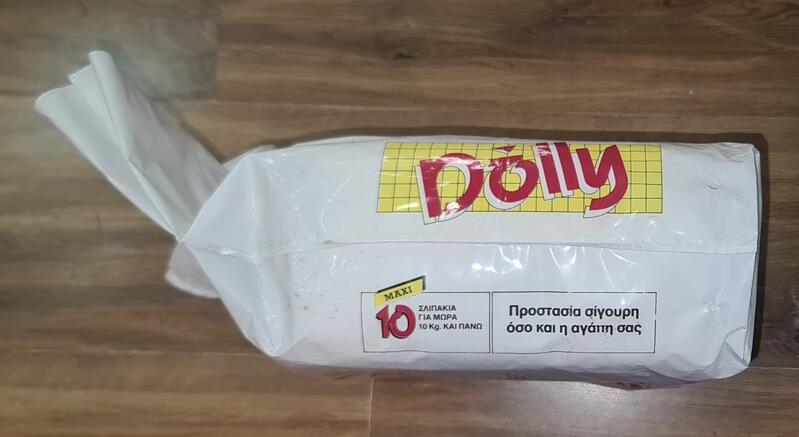 Dolly
MAXI
10
ΣΛΙΠΑΚΙΑ
ΓΙΑ ΜΩΡΑ
10 Kg. ΚΑΙ ΠΑΝΩ
Προστασία σίγουρη
όσο και η αγάπη σας